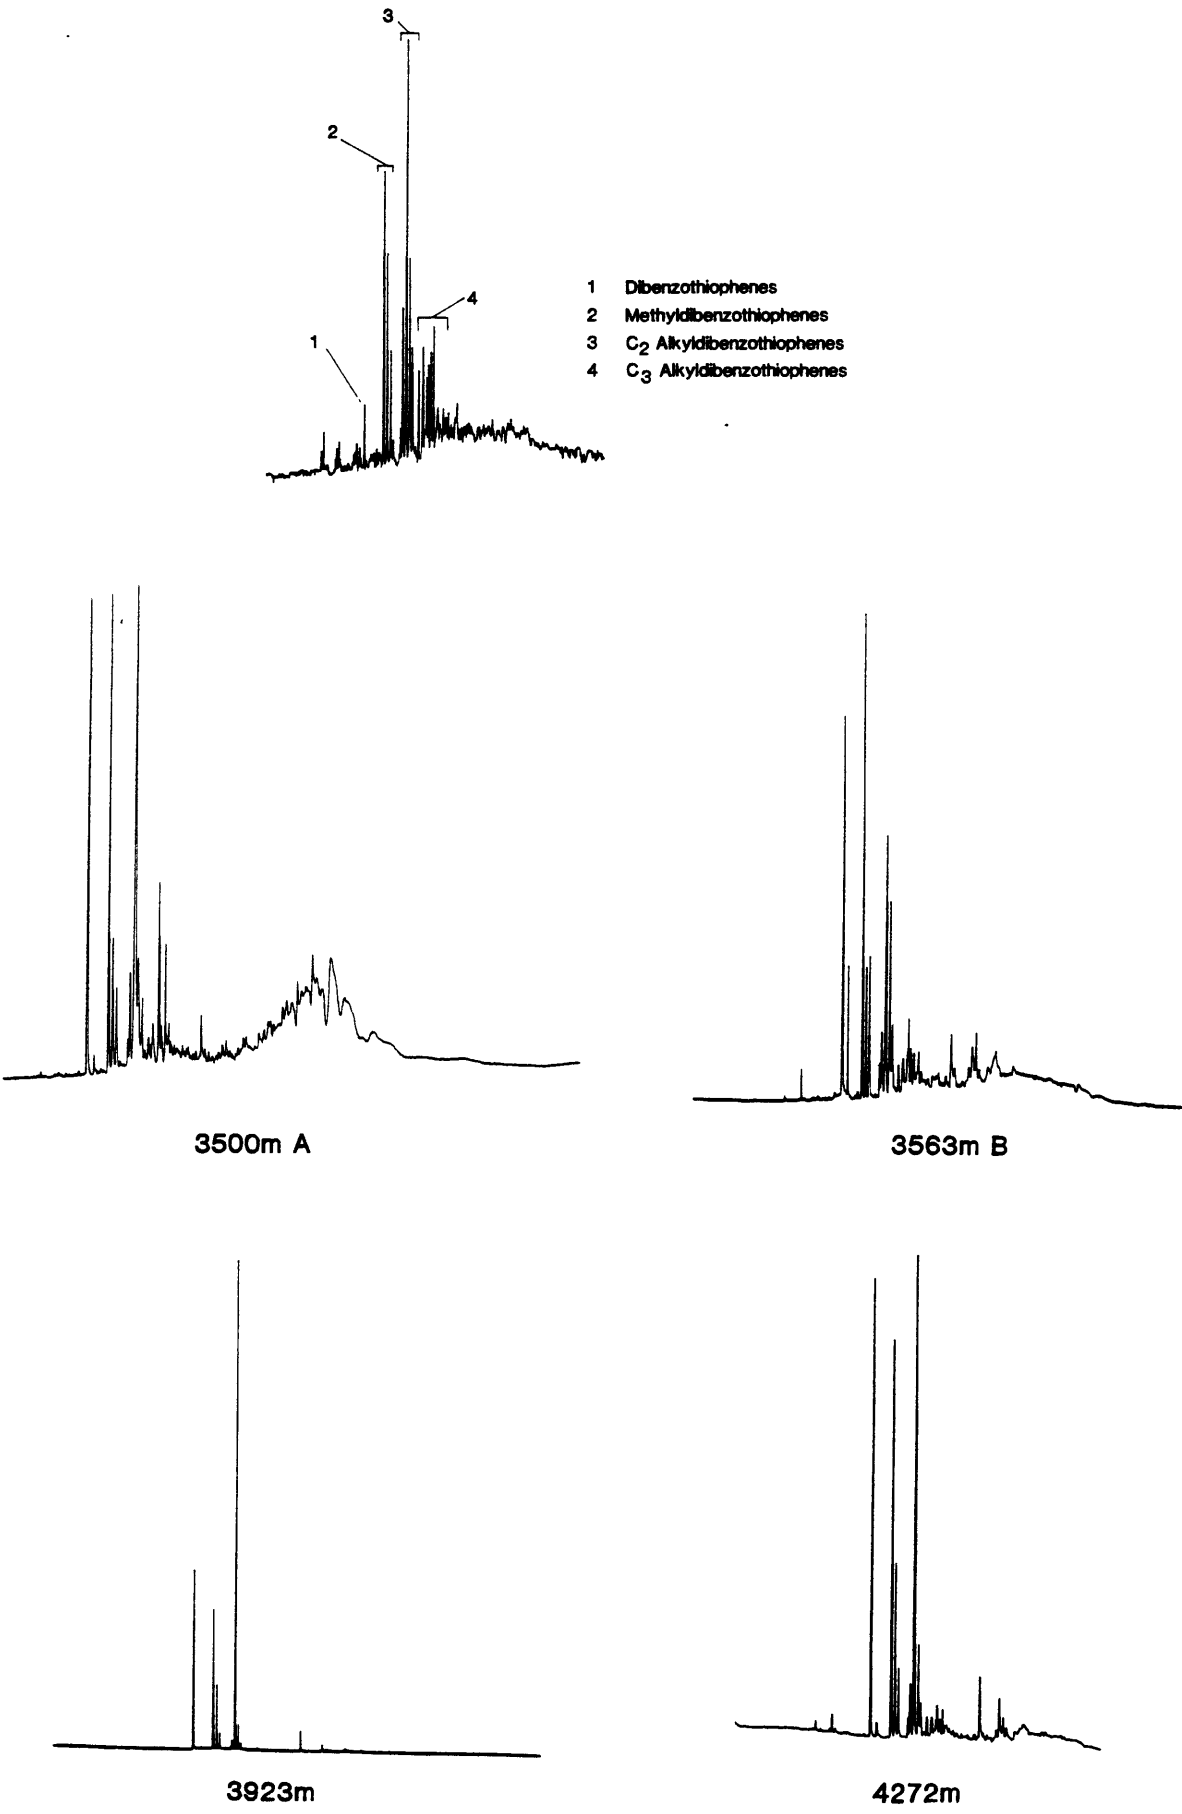 3
2
4
1
1 Dibenzothiophenes
2 Methyldibenzothiophenes
3 C2 Alkyldibenzothiophenes
4 C3 Alkyldibenzothiophenes
3500m A
3563m B
3923m
4272m